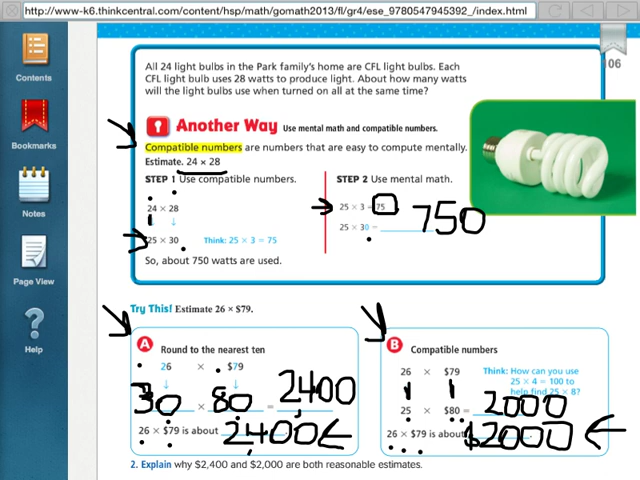 www-k6.thinkcentral.com/content/hsp/math/gomath2013/fl/gr4/ese_9780547945392_/index.html
Contents
Bookmarks
Notes
Page View
Help
106
All 24 light bulbs in the Park family's home are CFL light bulbs. Each
CFL light bulb uses 28 watts to produce light. About how many watts
will the light bulbs use when turned on all at the same time?
Another Way Use mental math and compatible numbers.
Compatible numbers are numbers that are easy to compute mentally.
Estimate. 24 × 28
STEP 1 Use compatible numbers.
24 × 28
↓ ↓
25 × 30 Think: 25 × 3 = 75
So, about 750 watts are used.
STEP 2 Use mental math.
25 × 3 = 75
25 × 30 = 750
Try This! Estimate 26 × $79.
A Round to the nearest ten
26 × $79
↓ ↓
30 × 80 = 2,400
26 × $79 is about 2,400
B Compatible numbers
26 × $79
25 × $80 = 2000
Think: How can you use
25 × 4 = 100 to
help find 25 × 8?
26 × $79 is about $2000
2. Explain why $2,400 and $2,000 are both reasonable estimates.